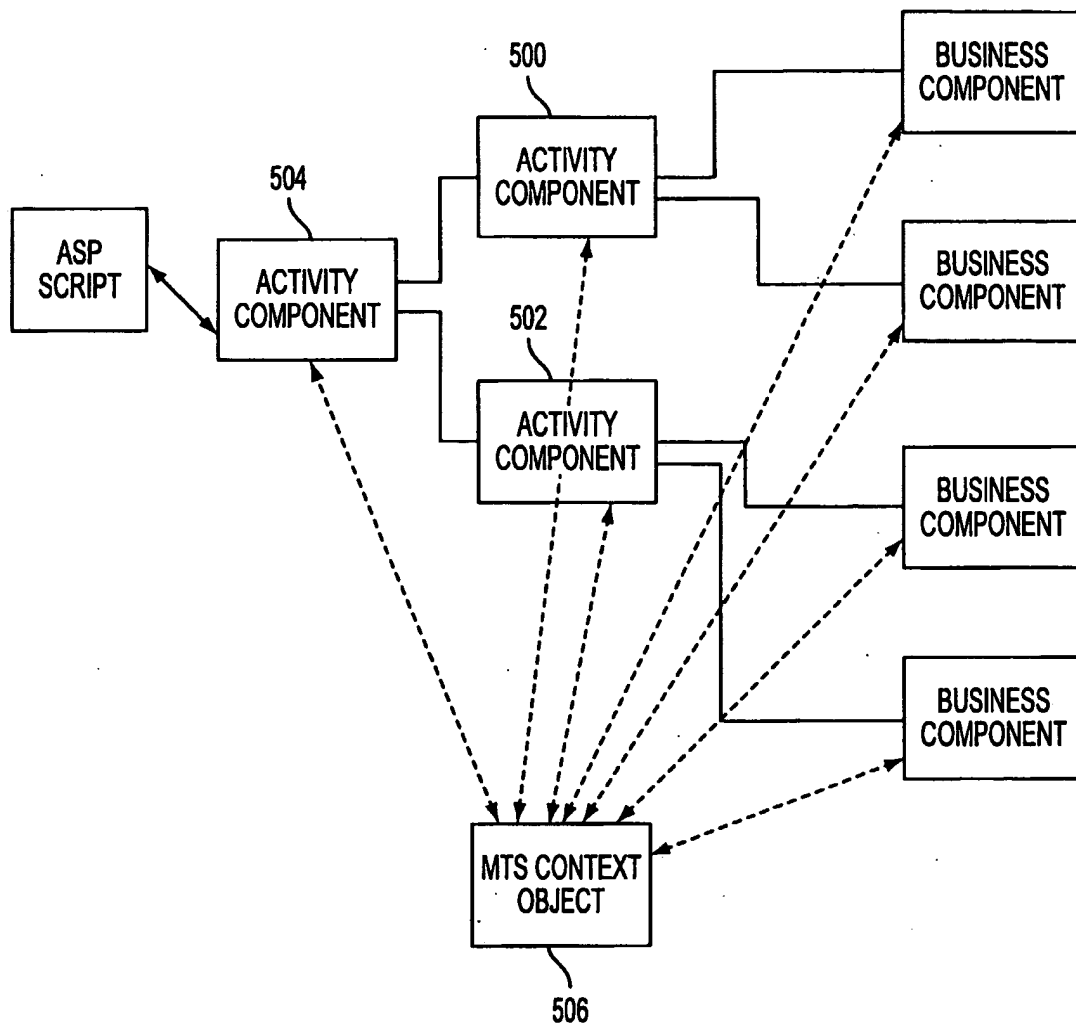 500
BUSINESS
COMPONENT
ACTIVITY
COMPONENT
504
ASP
SCRIPT
ACTIVITY
COMPONENT
BUSINESS
COMPONENT
502
ACTIVITY
COMPONENT
BUSINESS
COMPONENT
BUSINESS
COMPONENT
MTS CONTEXT
OBJECT
506